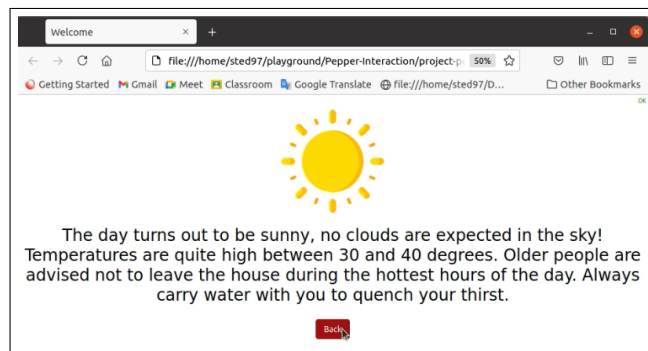 Welcome
file:///home/sted97/playground/Pepper-Interaction/project-p 50%
Getting Started Gmail Meet Classroom Google Translate file:///home/sted97/D... Other Bookmarks
OK
The day turns out to be sunny, no clouds are expected in the sky!
Temperatures are quite high between 30 and 40 degrees. Older people are
advised not to leave the house during the hottest hours of the day. Always
carry water with you to quench your thirst.
Back